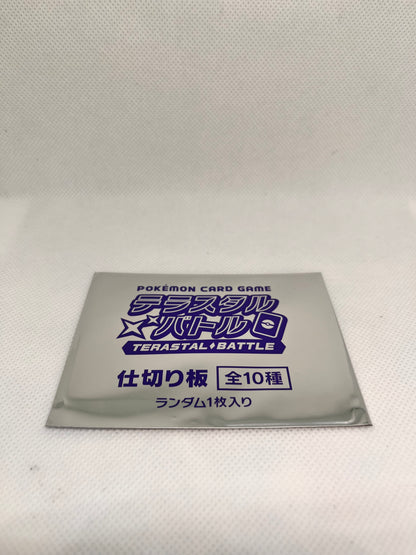 POKÉMON CARD GAME
テラスタル
バトル
TERASTAL◆BATTLE
仕切り板 全10種
ランダム1枚入り